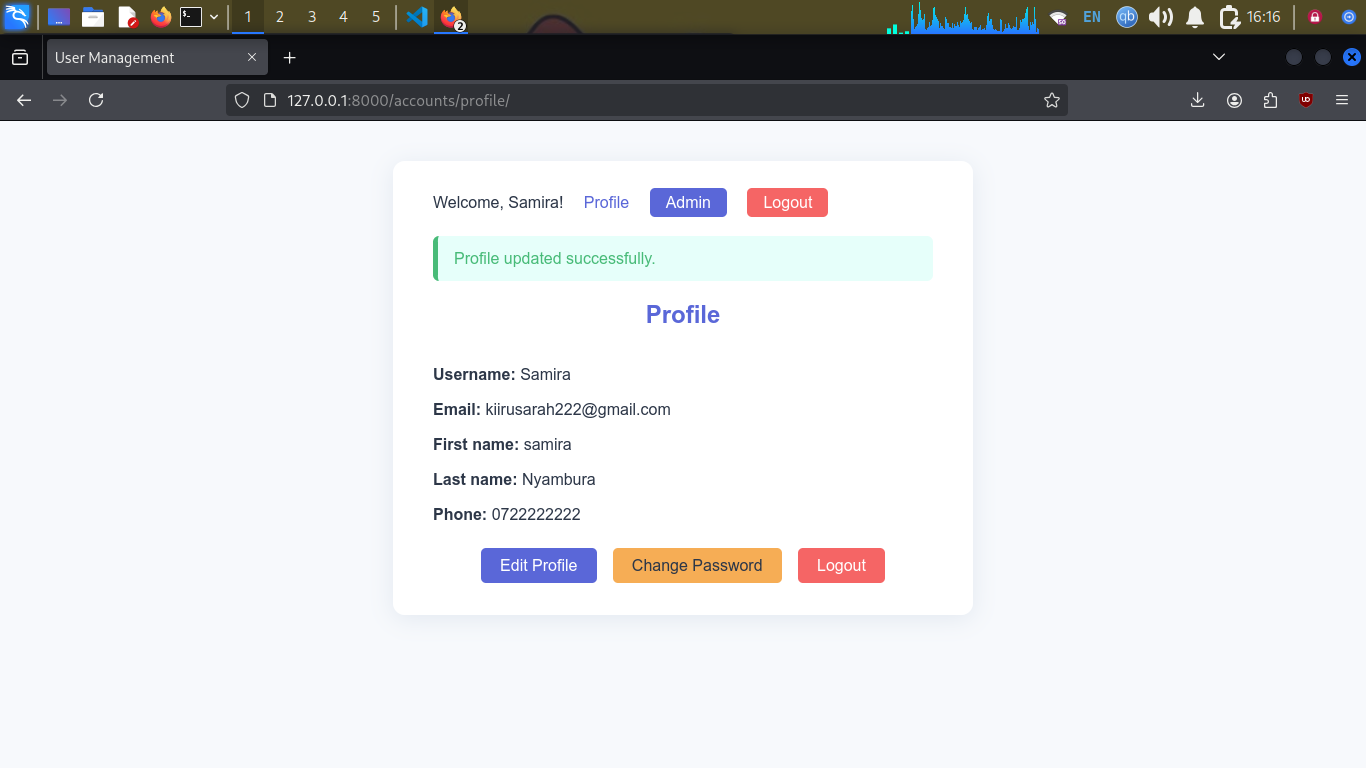 1 2 3 4 5 2 EN qb 16:16
User Management
127.0.0.1:8000/accounts/profile/
Welcome, Samira! Profile Admin Logout
Profile updated successfully.
Profile
Username: Samira
Email: kiirusarah222@gmail.com
First name: samira
Last name: Nyambura
Phone: 0722222222
Edit Profile Change Password Logout